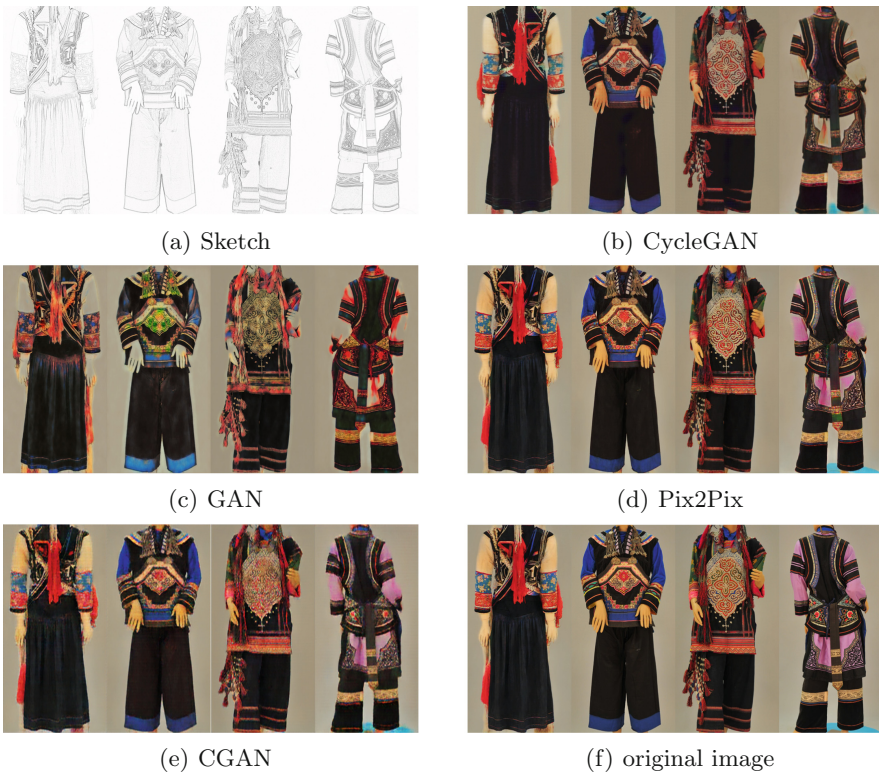 (a) Sketch
(b) CycleGAN
(c) GAN
(d) Pix2Pix
(e) CGAN
(f) original image